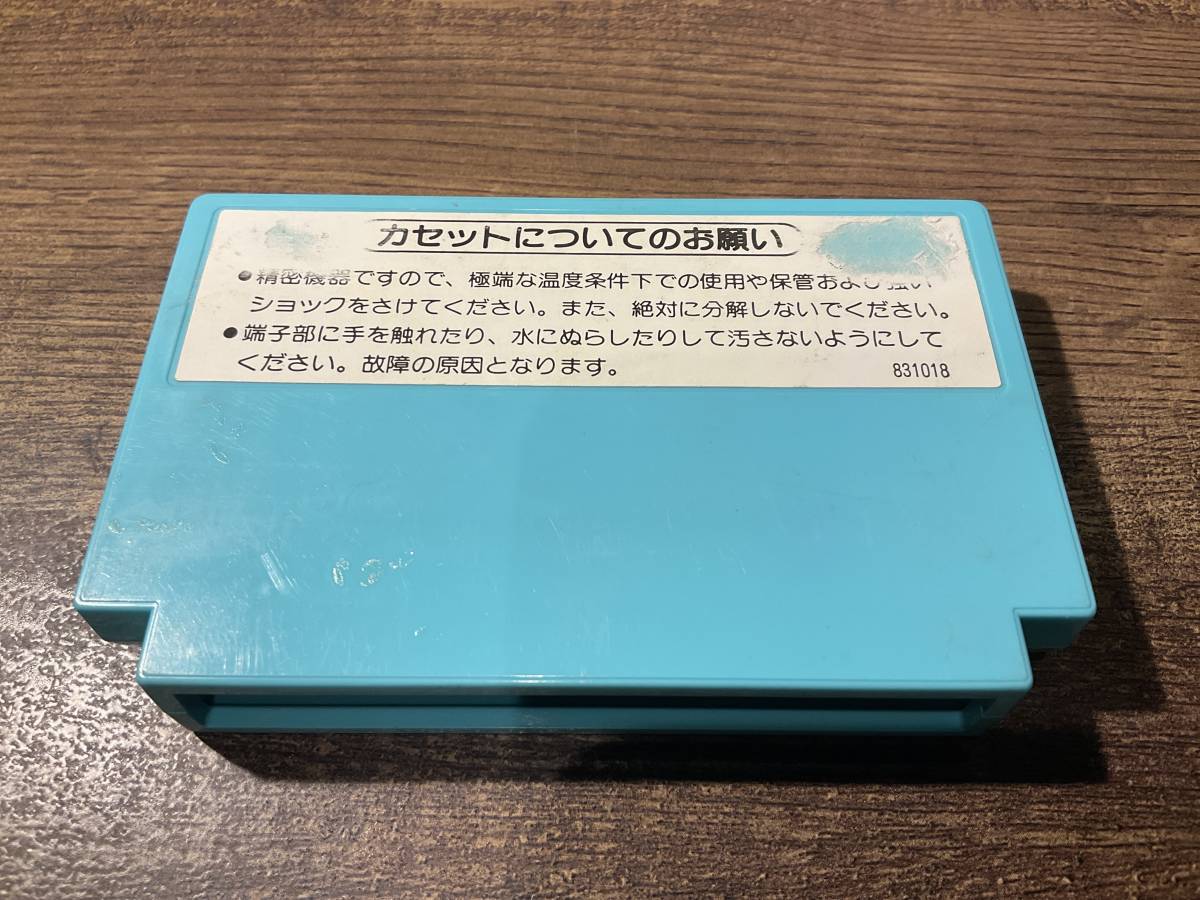 カセットについてのお願い
●精密機器ですので、極端な温度条件下での使用や保管および強い
ショックをさけてください。また、絶対に分解しないでください。
●端子部に手を触れたり、水にぬらしたりして汚さないようにして
ください。故障の原因となります。
831018